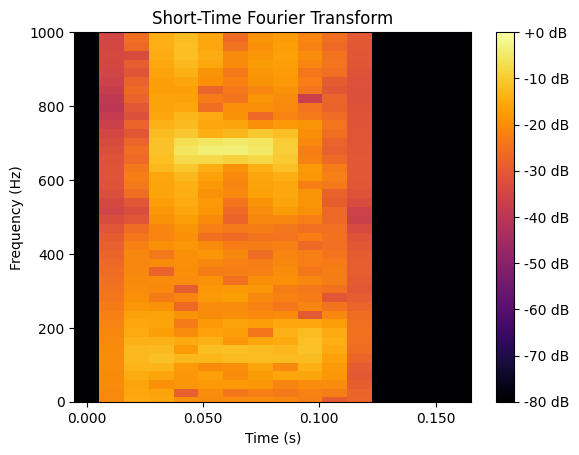 Short-Time Fourier Transform
1000
800
600
400
200
0
Frequency (Hz)
0.000
0.050
0.100
0.150
Time (s)
+0 dB
-10 dB
-20 dB
-30 dB
-40 dB
-50 dB
-60 dB
-70 dB
-80 dB